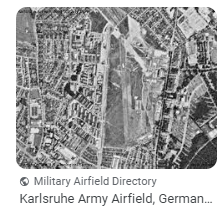 Military Airfield Directory
Karlsruhe Army Airfield, German...